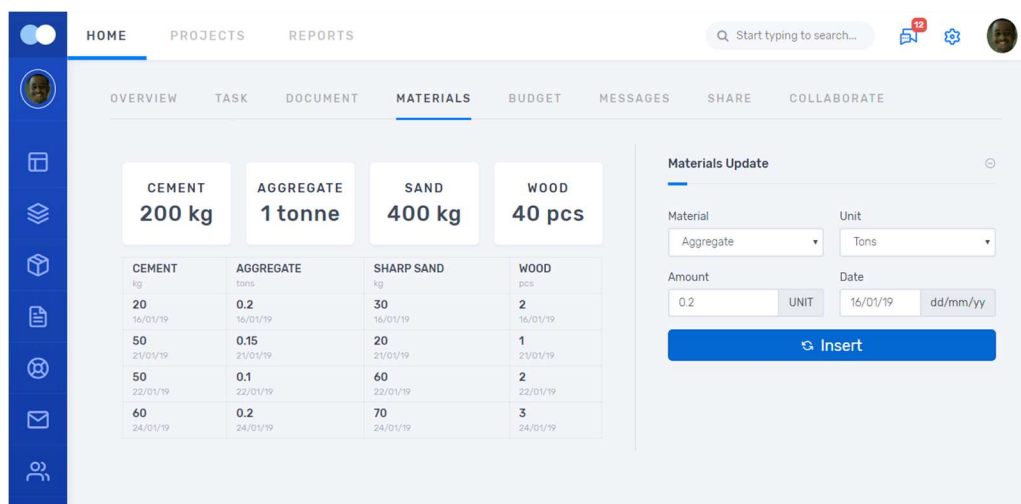 HOME PROJECTS REPORTS Start typing to search... 12
OVERVIEW TASK DOCUMENT MATERIALS BUDGET MESSAGES SHARE COLLABORATE
CEMENT AGGREGATE SAND WOOD
200 kg 1 tonne 400 kg 40 pcs
CEMENT AGGREGATE SHARP SAND WOOD
kg tons kg pcs
20 0.2 30 2
16/01/19 16/01/19 16/01/19 16/01/19
50 0.15 20 1
21/01/19 21/01/19 21/01/19 21/01/19
50 0.1 60 2
22/01/19 22/01/19 22/01/19 22/01/19
60 0.2 70 3
24/01/19 24/01/19 24/01/19 24/01/19
Materials Update
Material Unit
Aggregate Tons
Amount Date
0.2 UNIT 16/01/19 dd/mm/yy
Insert